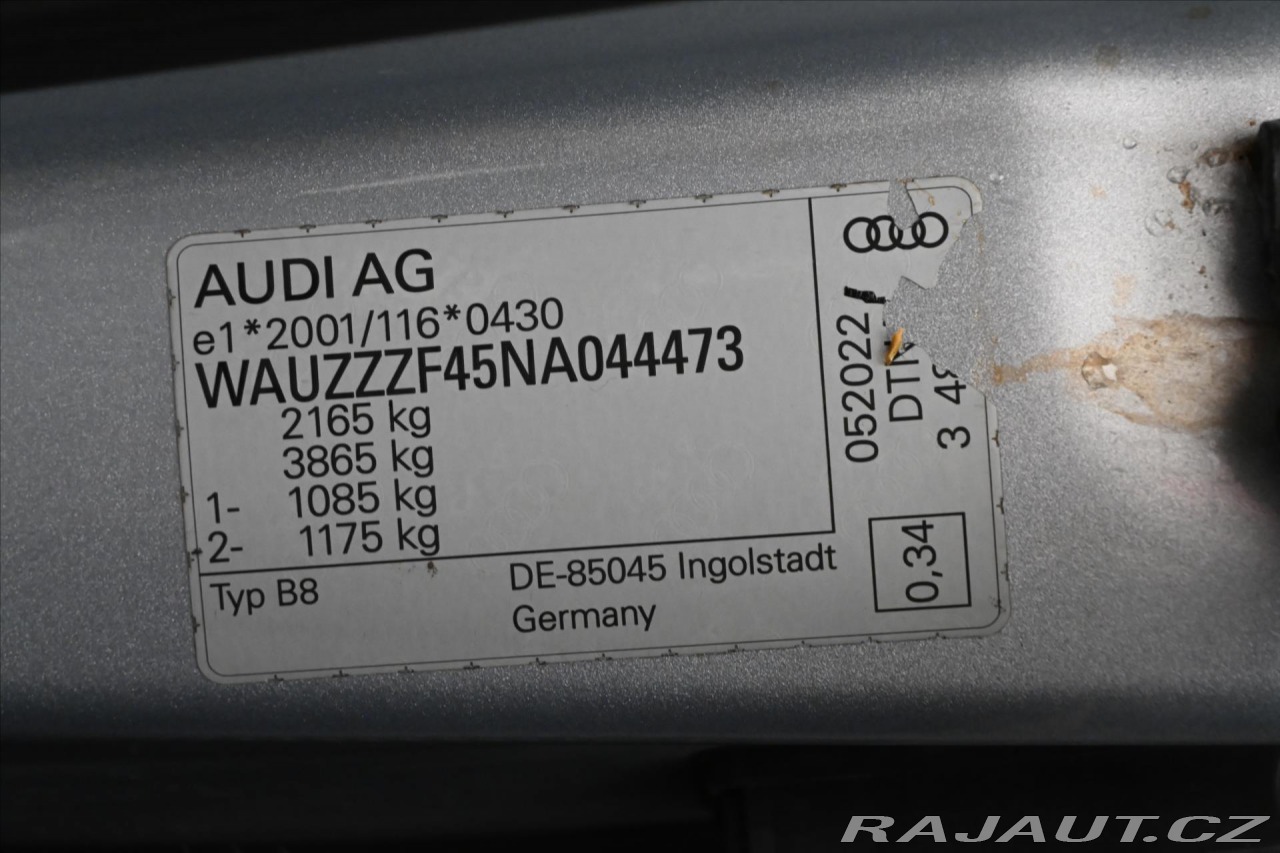 AUDI AG
e1*2001/116*0430
WAUZZZF45NA044473
2165 kg
3865 kg
1- 1085 kg
2- 1175 kg
Typ B8
DE-85045 Ingolstadt
Germany
052022/
3
0,34
RAJAUT.CZ